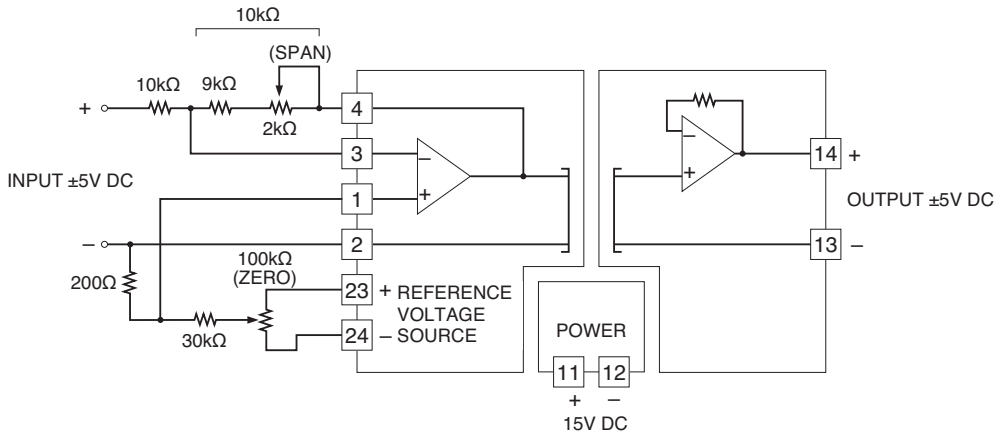 10kΩ
(SPAN)
10kΩ
9kΩ
2kΩ
+
4
3
1
2
INPUT ±5V DC
–
–
+
200Ω
100kΩ
(ZERO)
30kΩ
23
24
+ REFERENCE
VOLTAGE
– SOURCE
–
+
14 +
OUTPUT ±5V DC
13 –
POWER
11
12
+
–
15V DC